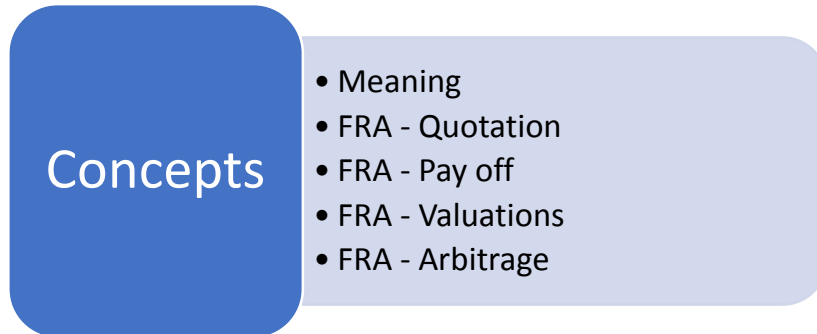 Concepts
• Meaning
• FRA - Quotation
• FRA - Pay off
• FRA - Valuations
• FRA - Arbitrage